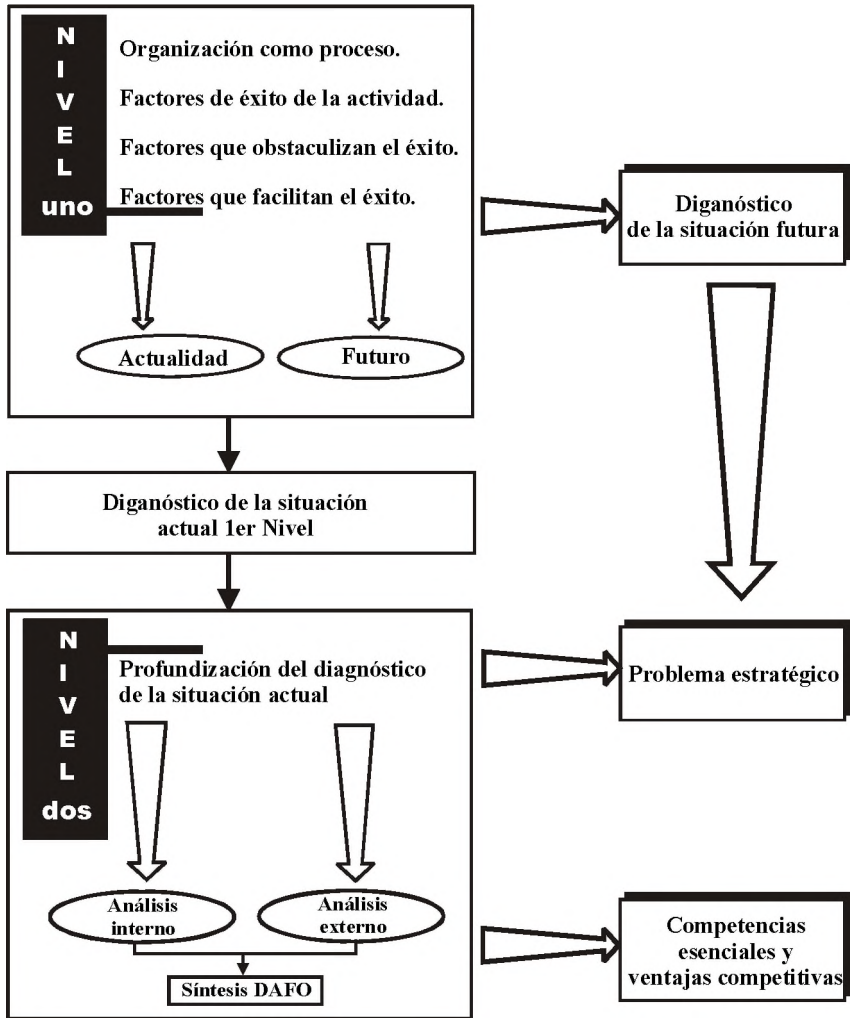 N
I
V
E
L
uno
Organización como proceso.
Factores de éxito de la actividad.
Factores que obstaculizan el éxito.
Factores que facilitan el éxito.
Actualidad
Futuro
Diganóstico
de la situación futura
Diganóstico de la situación
actual 1er Nivel
N
I
V
E
L
dos
Profundización del diagnóstico
de la situación actual
Problema estratégico
Análisis
interno
Análisis
externo
Síntesis DAFO
Competencias
esenciales y
ventajas competitivas